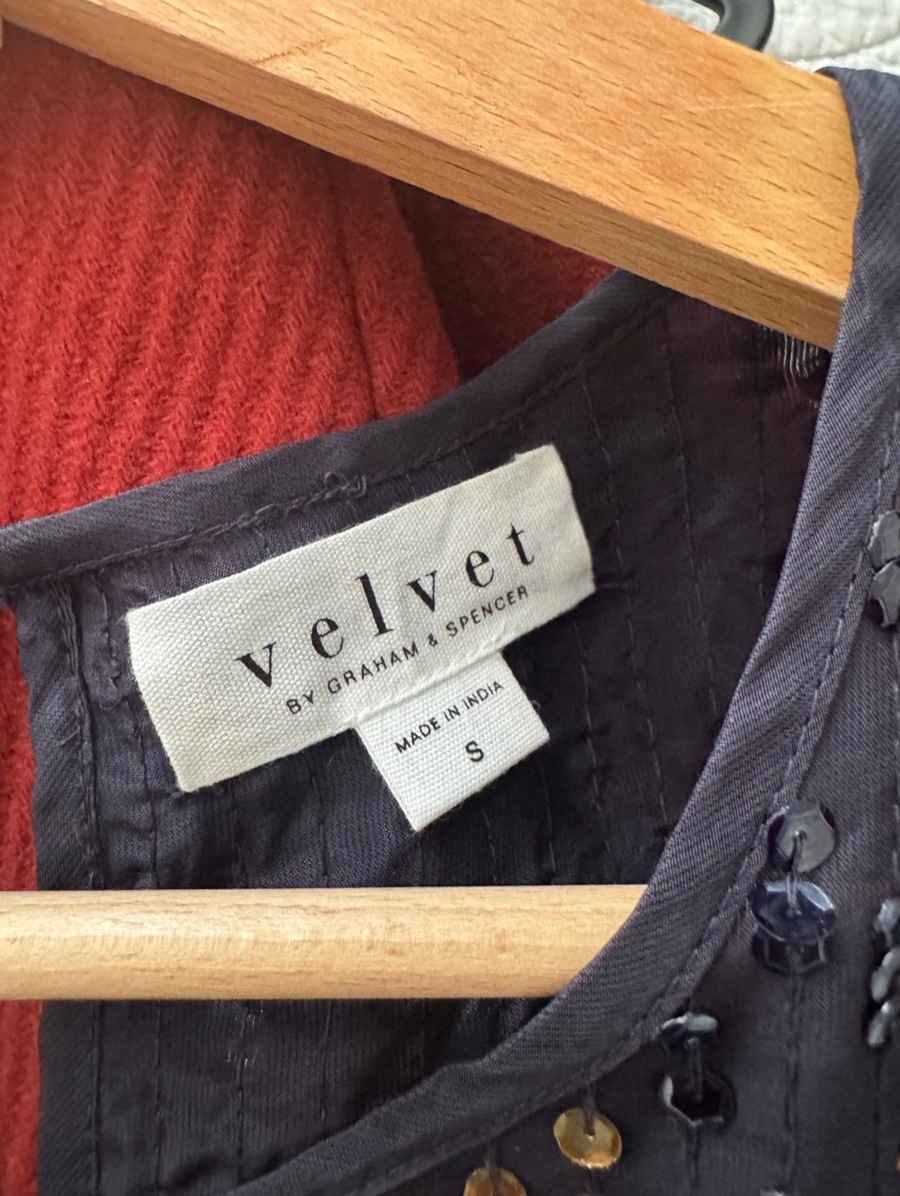 velvet
BY GRAHAM & SPENCER
MADE IN INDIA
S